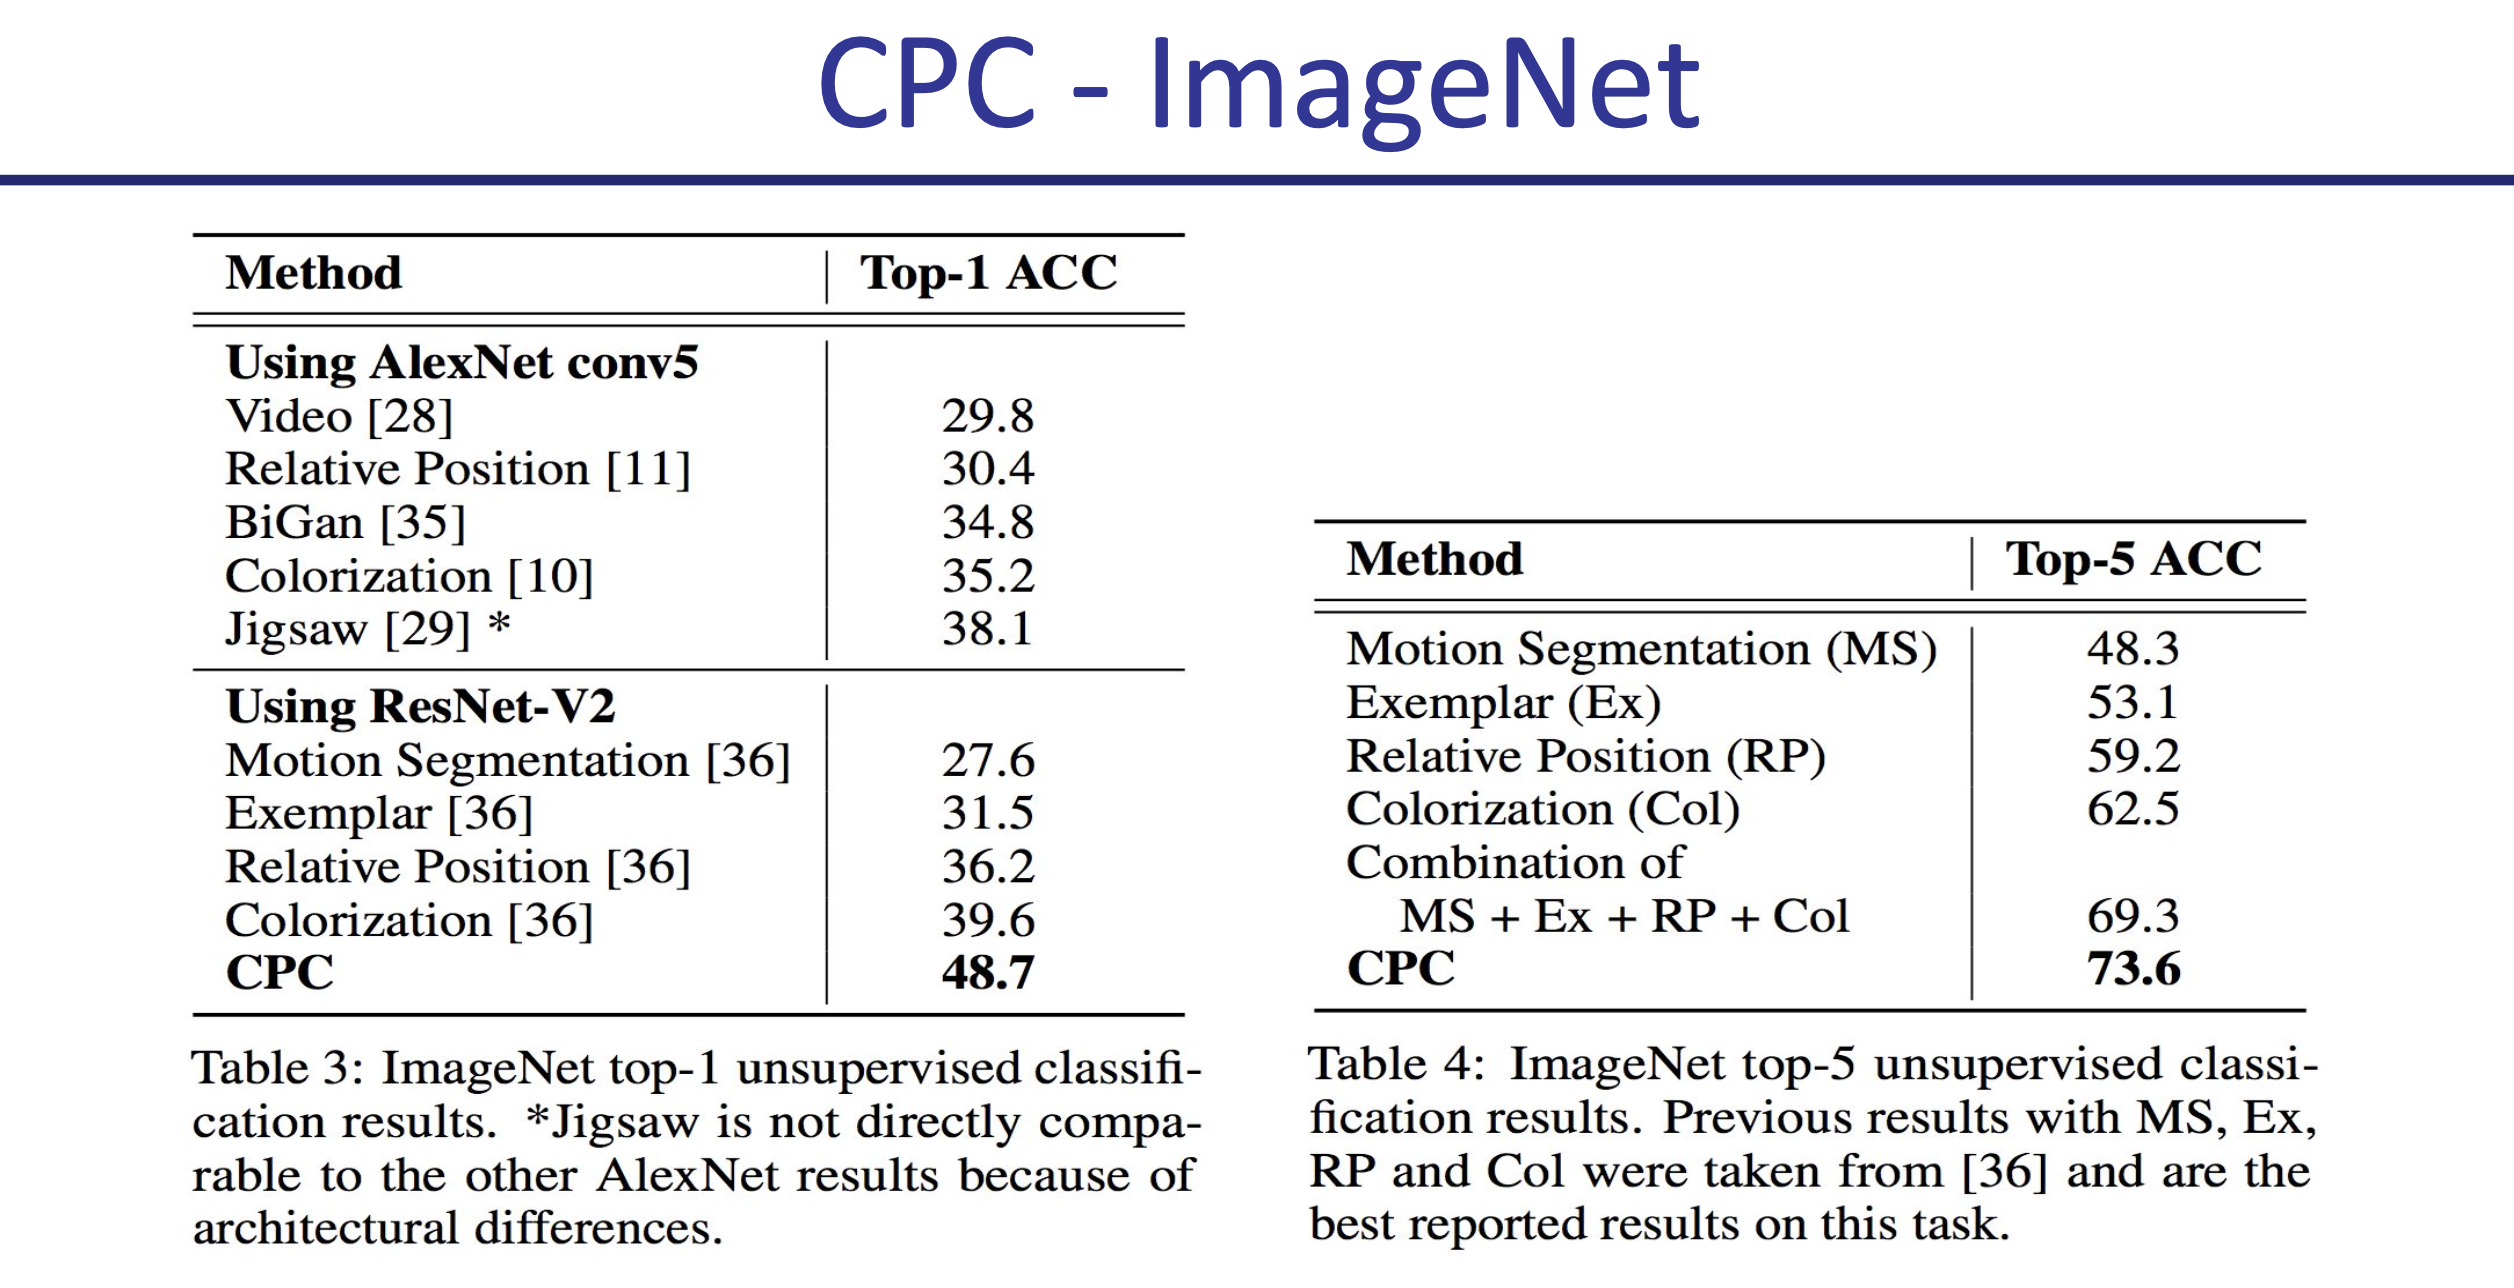 CPC - ImageNet
Method Top-1 ACC
Using AlexNet conv5
Video [28] 29.8
Relative Position [11] 30.4
BiGan [35] 34.8
Colorization [10] 35.2
Jigsaw [29] * 38.1
Using ResNet-V2
Motion Segmentation [36] 27.6
Exemplar [36] 31.5
Relative Position [36] 36.2
Colorization [36] 39.6
CPC 48.7
Table 3: ImageNet top-1 unsupervised classifi-
cation results. *Jigsaw is not directly compa-
rable to the other AlexNet results because of
architectural differences.
Method Top-5 ACC
Motion Segmentation (MS) 48.3
Exemplar (Ex) 53.1
Relative Position (RP) 59.2
Colorization (Col) 62.5
Combination of
MS + Ex + RP + Col 69.3
CPC 73.6
Table 4: ImageNet top-5 unsupervised classi-
fication results. Previous results with MS, Ex,
RP and Col were taken from [36] and are the
best reported results on this task.